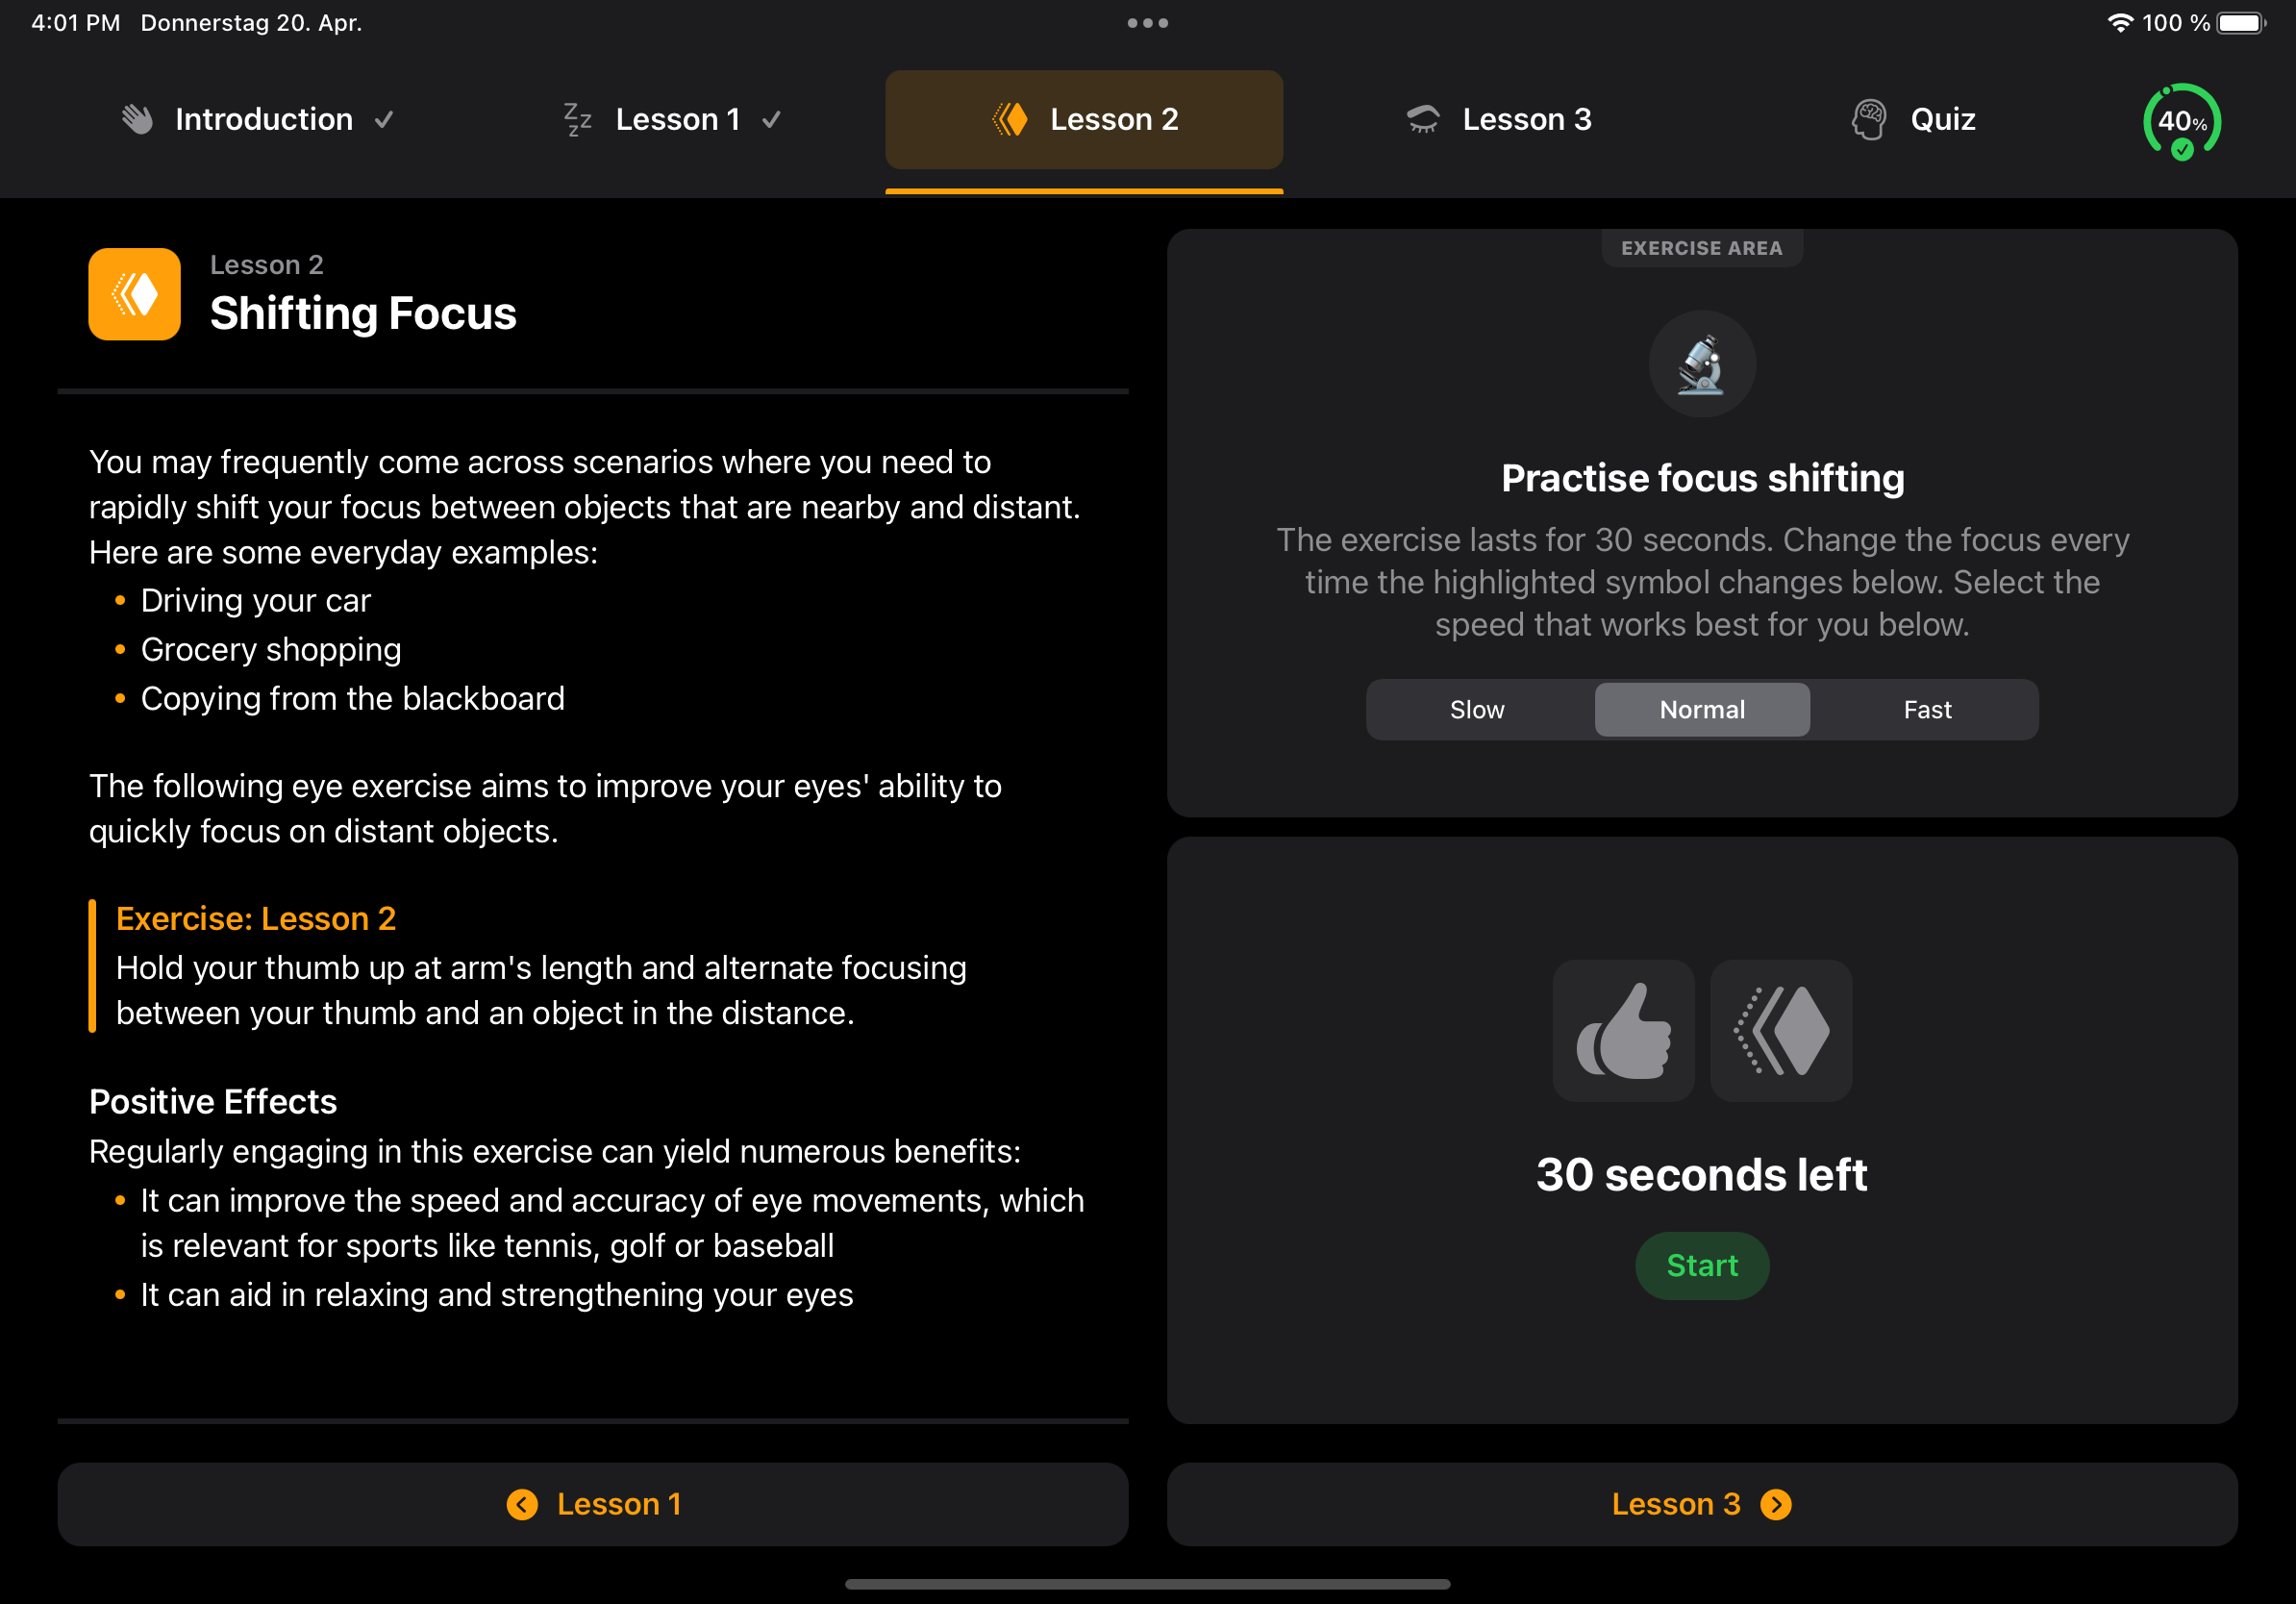 4:01 PM Donnerstag 20. Apr.
100 %
Introduction
Lesson 1
Lesson 2
Lesson 3
Quiz
40%
Lesson 2
Shifting Focus
You may frequently come across scenarios where you need to
rapidly shift your focus between objects that are nearby and distant.
Here are some everyday examples:
• Driving your car
• Grocery shopping
• Copying from the blackboard
The following eye exercise aims to improve your eyes' ability to
quickly focus on distant objects.
Exercise: Lesson 2
Hold your thumb up at arm's length and alternate focusing
between your thumb and an object in the distance.
Positive Effects
Regularly engaging in this exercise can yield numerous benefits:
• It can improve the speed and accuracy of eye movements, which
is relevant for sports like tennis, golf or baseball
• It can aid in relaxing and strengthening your eyes
EXERCISE AREA
Practise focus shifting
The exercise lasts for 30 seconds. Change the focus every
time the highlighted symbol changes below. Select the
speed that works best for you below.
Slow
Normal
Fast
30 seconds left
Start
Lesson 1
Lesson 3